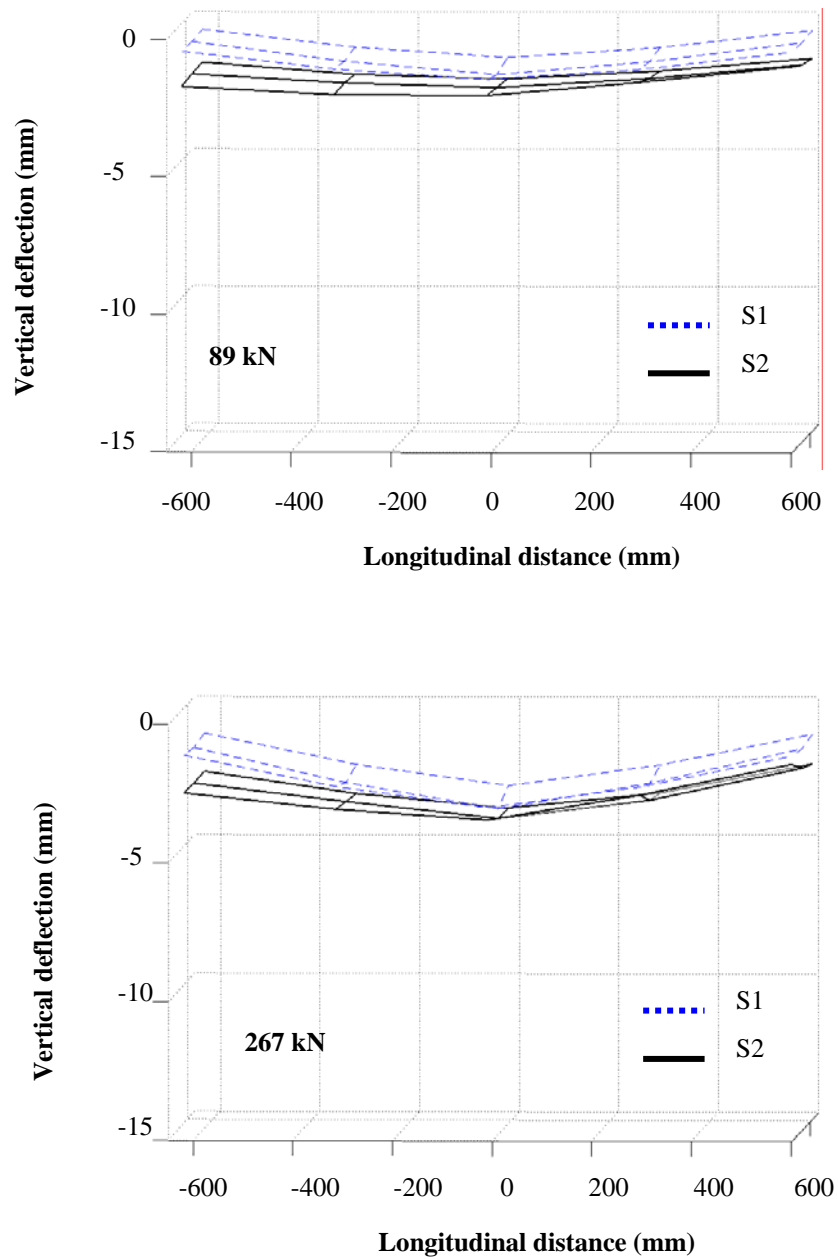 0
-5
-10
-15
Vertical deflection (mm)
89 kN
S1
S2
-600 -400 -200 0 200 400 600
Longitudinal distance (mm)
0
-5
-10
-15
Vertical deflection (mm)
267 kN
S1
S2
-600 -400 -200 0 200 400 600
Longitudinal distance (mm)